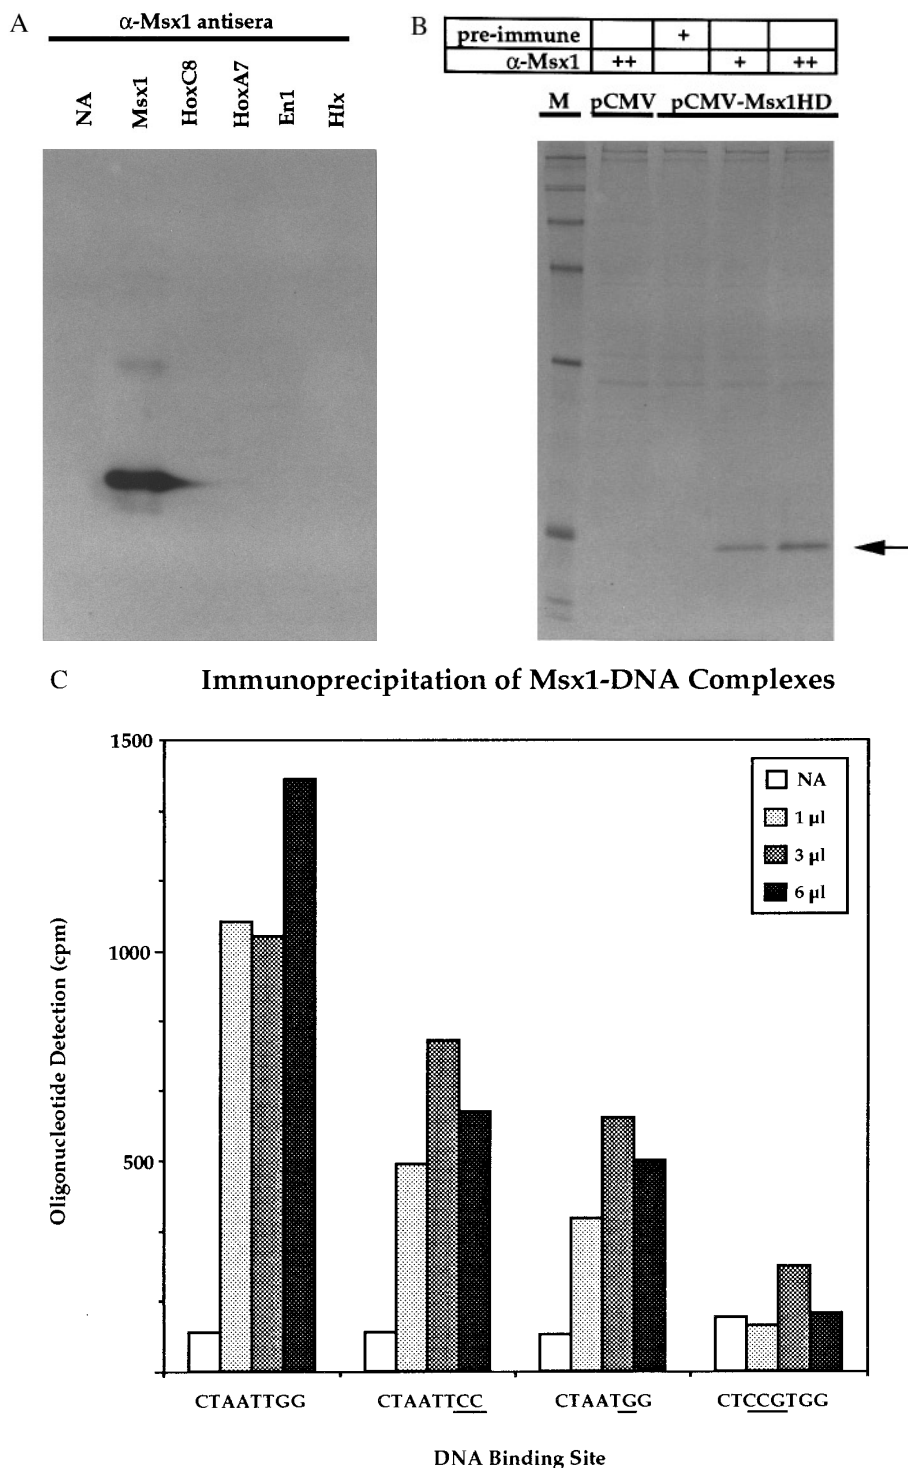 A
α-Msx1 antisera
NA
Msx1
HoxC8
HoxA7
En1
Hlx
B
pre-immune +
α-Msx1 ++ + ++
M pCMV pCMV-Msx1HD
C Immunoprecipitation of Msx1-DNA Complexes
1500
1000
500
Oligonucleotide Detection (cpm)
NA
1 µl
3 µl
6 µl
CTAATTGG CTAATTCC CTAATGG CTCCGTGG
DNA Binding Site